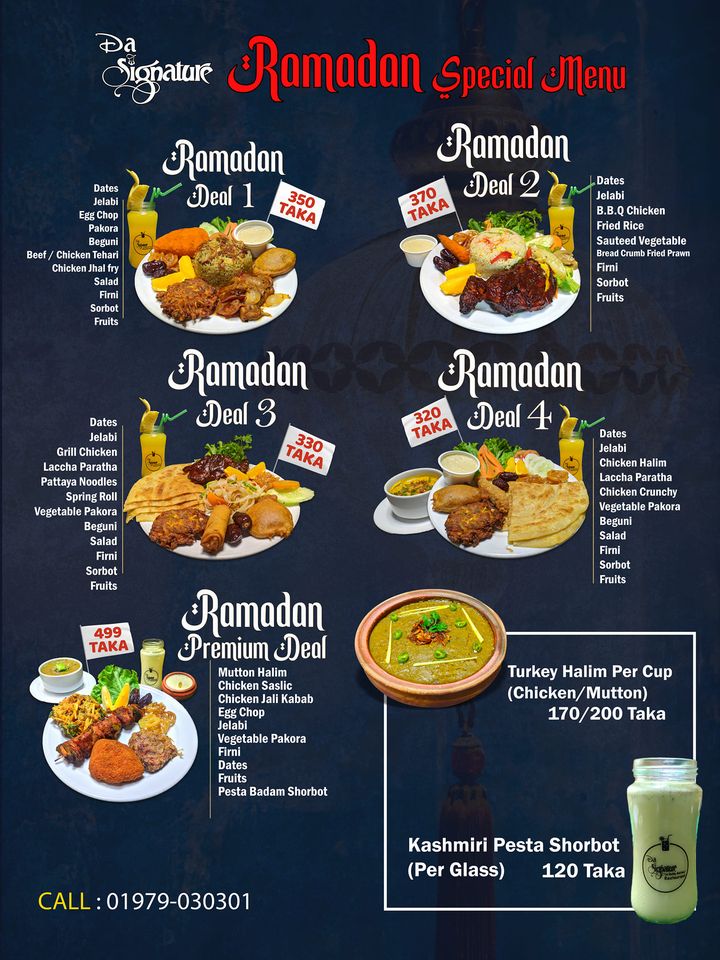 Da
Signature
Ramadan Special Menu
Ramadan
Deal 1
350
TAKA
Dates
Jelabi
Egg Chop
Pakora
Beguni
Beef / Chicken Tehari
Chicken Jhal fry
Salad
Firni
Sorbot
Fruits
Ramadan
Deal 2
370
TAKA
Dates
Jelabi
B.B.Q Chicken
Fried Rice
Sauteed Vegetable
Bread Crumb Fried Prawn
Firni
Sorbot
Fruits
Ramadan
Deal 3
330
TAKA
Dates
Jelabi
Grill Chicken
Laccha Paratha
Pattaya Noodles
Spring Roll
Vegetable Pakora
Beguni
Salad
Firni
Sorbot
Fruits
Ramadan
Deal 4
320
TAKA
Dates
Jelabi
Chicken Halim
Laccha Paratha
Chicken Crunchy
Vegetable Pakora
Beguni
Salad
Firni
Sorbot
Fruits
Ramadan
Premium Deal
499
TAKA
Mutton Halim
Chicken Saslic
Chicken Jali Kabab
Egg Chop
Jelabi
Vegetable Pakora
Firni
Dates
Fruits
Pesta Badam Shorbot
Turkey Halim Per Cup
(Chicken/Mutton)
170/200 Taka
Kashmiri Pesta Shorbot
(Per Glass) 120 Taka
Da
Signature
CALL : 01979-030301